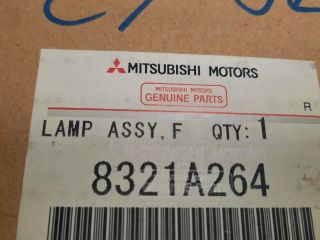 MITSUBISHI MOTORS
MITSUBISHI MOTORS
GENUINE PARTS
R
LAMP ASSY,F QTY: 1
8321A264